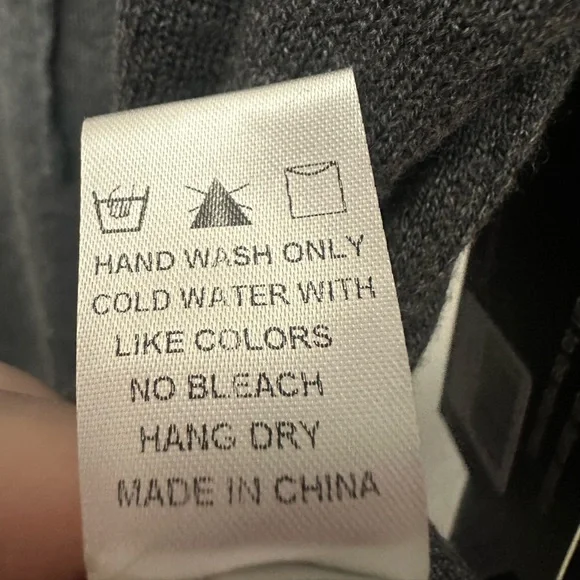 HAND WASH ONLY
COLD WATER WITH
LIKE COLORS
NO BLEACH
HANG DRY
MADE IN CHINA